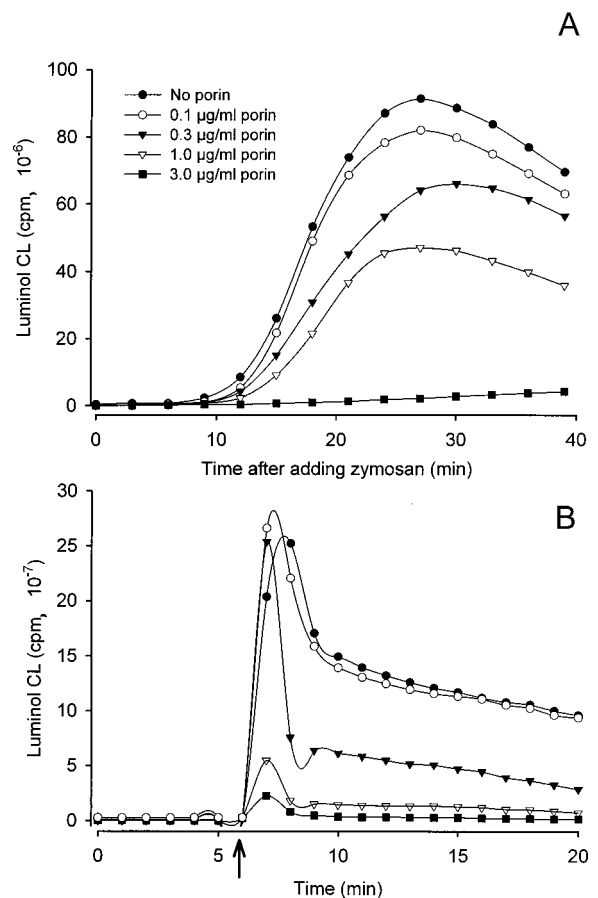 A
100
80
60
40
20
0
Luminol CL (cpm, 10-6)
No porin
0.1 µg/ml porin
0.3 µg/ml porin
1.0 µg/ml porin
3.0 µg/ml porin
0 10 20 30 40
Time after adding zymosan (min)
B
30
25
20
15
10
5
0
Luminol CL (cpm, 10-7)
0 5 10 15 20
Time (min)